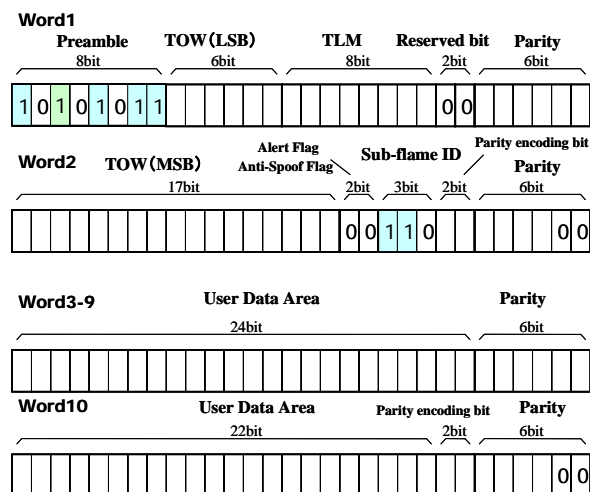 Word1
Preamble TOW(LSB) TLM Reserved bit Parity
8bit 6bit 8bit 2bit 6bit
1 0 1 0 1 0 1 1 0 0
Word2 TOW(MSB) Alert Flag Anti-Spoof Flag Sub-flame ID Parity encoding bit Parity
17bit 2bit 3bit 2bit 6bit
0 0 1 1 0 0 0
Word3-9 User Data Area Parity
24bit 6bit
Word10 User Data Area Parity encoding bit Parity
22bit 2bit 6bit
0 0